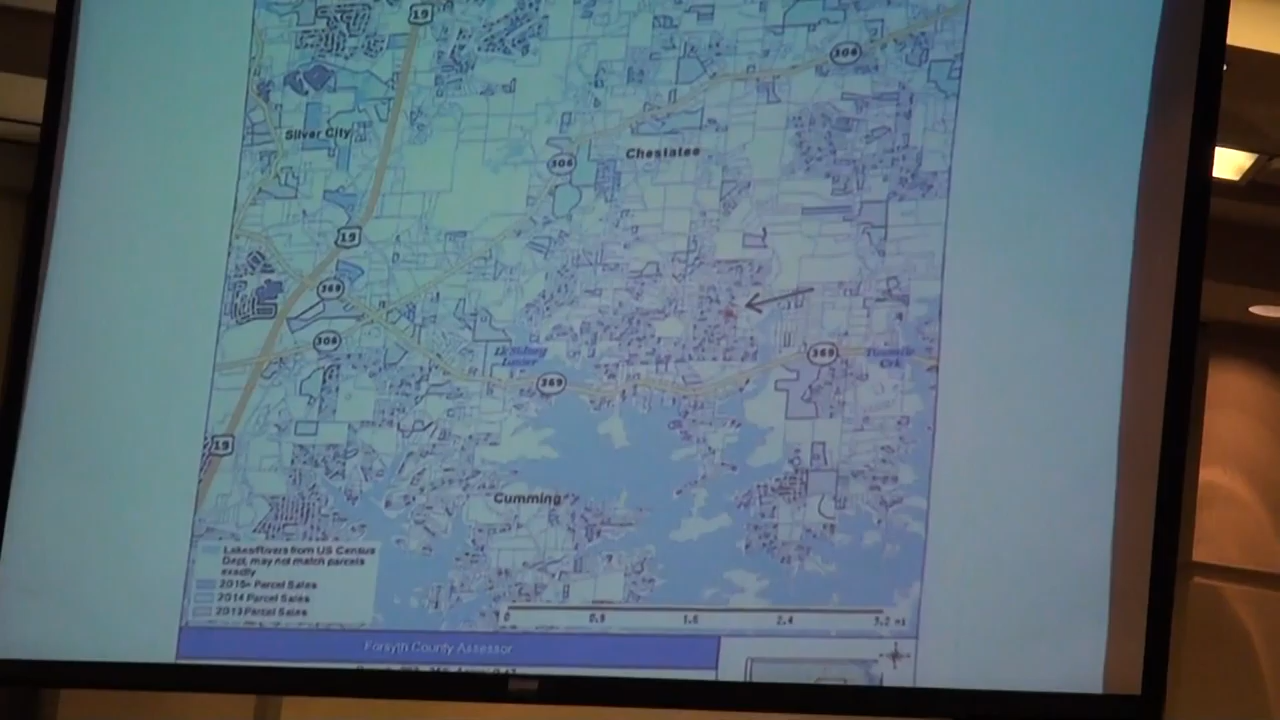 19
306
Silver City
306
Chestatee
19
369
306
369
369
19
Cumming
Lakes/Rivers from US Census
Dept, may not match parcels
exactly
2015+ Parcel Sales
2014 Parcel Sales
2013 Parcel Sales
0 0.8 1.6 2.4 3.2 mi
Forsyth County Assessor